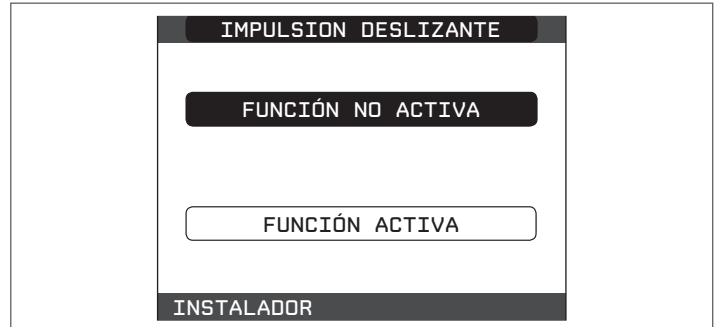 IMPULSION DESLIZANTE
FUNCIÓN NO ACTIVA
FUNCIÓN ACTIVA
INSTALADOR